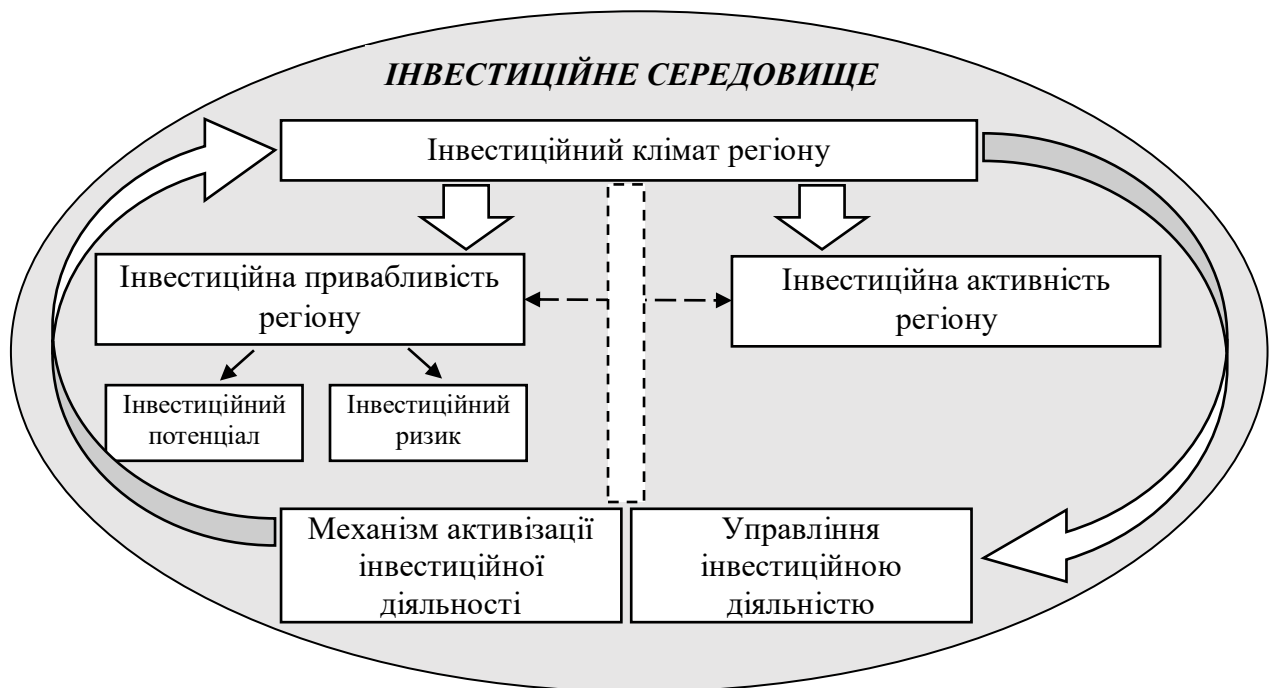 ІНВЕСТИЦІЙНЕ СЕРЕДОВИЩЕ
Інвестиційний клімат регіону
Інвестиційна привабливість
регіону
Інвестиційна активність
регіону
Інвестиційний
потенціал
Інвестиційний
ризик
Механізм активізації
інвестиційної
діяльності
Управління
інвестиційною
діяльністю